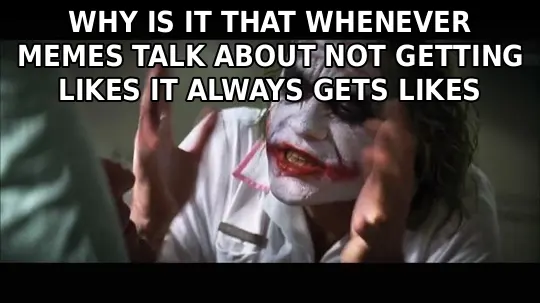 WHY IS IT THAT WHENEVER
MEMES TALK ABOUT NOT GETTING
LIKES IT ALWAYS GETS LIKES